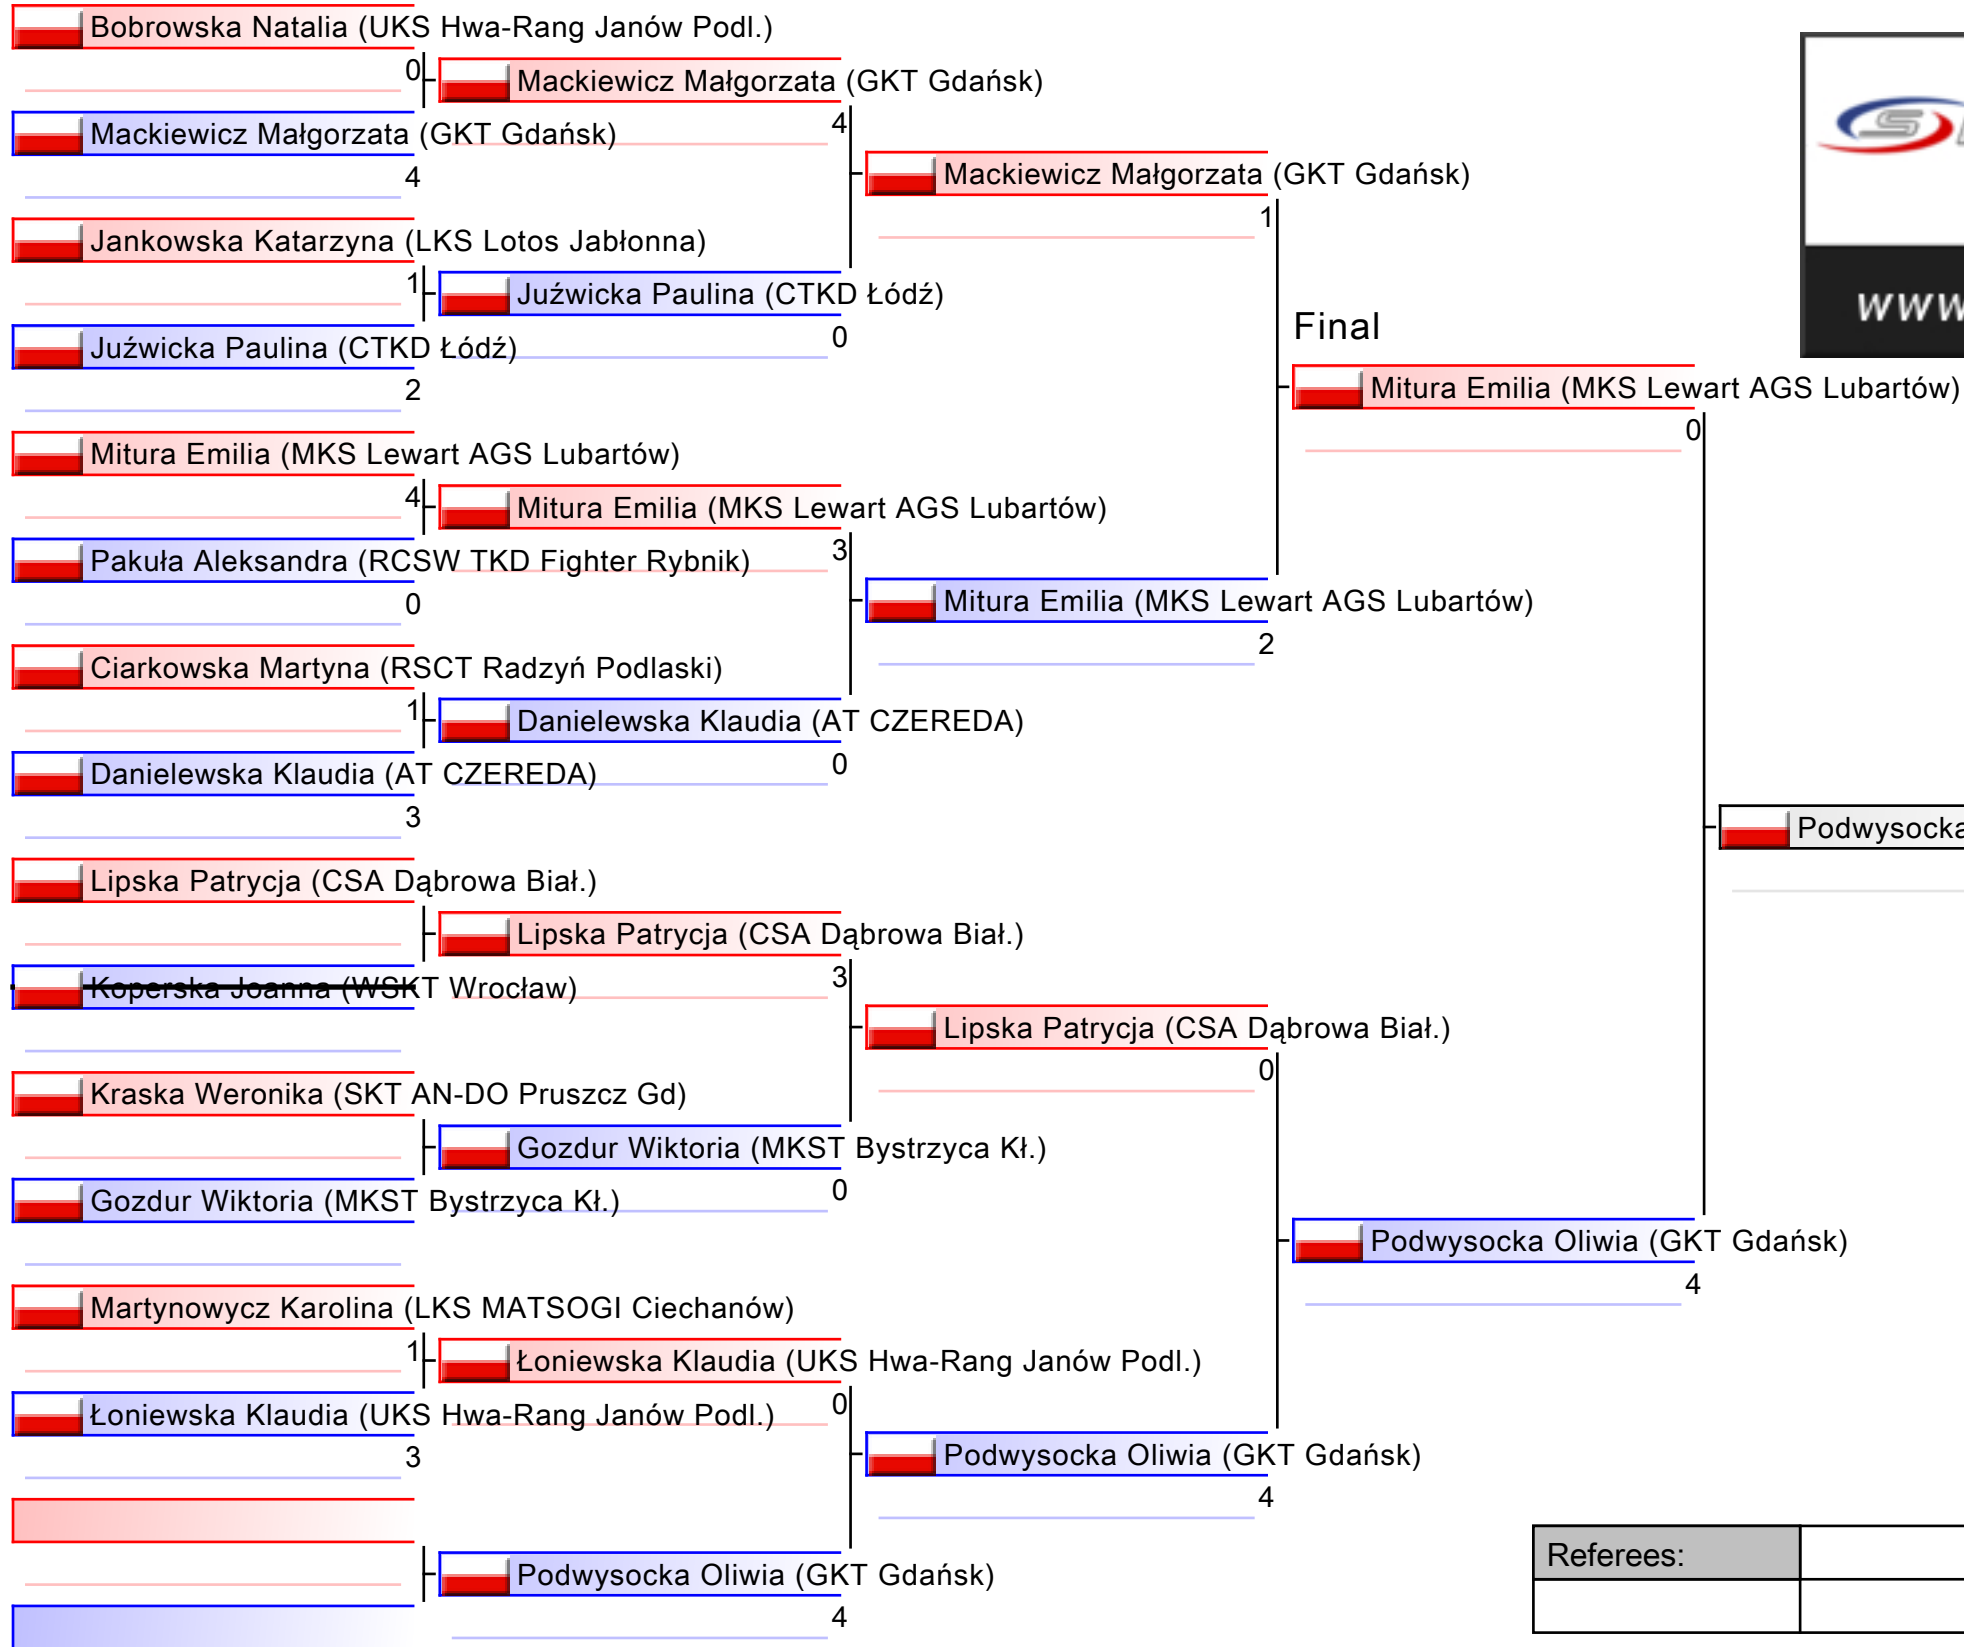 Bobrowska Natalia (UKS Hwa-Rang Janów Podl.)
0
Mackiewicz Małgorzata (GKT Gdańsk)
4
Jankowska Katarzyna (LKS Lotos Jabłonna)
1
Juźwicka Paulina (CTKD Łódź)
2
Mitura Emilia (MKS Lewart AGS Lubartów)
4
Pakuła Aleksandra (RCSW TKD Fighter Rybnik)
0
Ciarkowska Martyna (RSCT Radzyń Podlaski)
1
Danielewska Klaudia (AT CZEREDA)
3
Lipska Patrycja (CSA Dąbrowa Biał.)
Koperska Joanna (WSKT Wrocław)
Kraska Weronika (SKT AN-DO Pruszcz Gd)
Gozdur Wiktoria (MKST Bystrzyca Kł.)
Martynowycz Karolina (LKS MATSOGI Ciechanów)
1
Łoniewska Klaudia (UKS Hwa-Rang Janów Podl.)
3
Mackiewicz Małgorzata (GKT Gdańsk)
4
Juźwicka Paulina (CTKD Łódź)
0
Mitura Emilia (MKS Lewart AGS Lubartów)
3
Danielewska Klaudia (AT CZEREDA)
0
Lipska Patrycja (CSA Dąbrowa Biał.)
3
Gozdur Wiktoria (MKST Bystrzyca Kł.)
0
Łoniewska Klaudia (UKS Hwa-Rang Janów Podl.)
0
Podwysocka Oliwia (GKT Gdańsk)
4
Mackiewicz Małgorzata (GKT Gdańsk)
1
Mitura Emilia (MKS Lewart AGS Lubartów)
2
Lipska Patrycja (CSA Dąbrowa Biał.)
0
Podwysocka Oliwia (GKT Gdańsk)
4
Final
Mitura Emilia (MKS Lewart AGS Lubartów)
0
Podwysocka Oliwia (GKT Gdańsk)
4
Podwysocka
www
Referees: